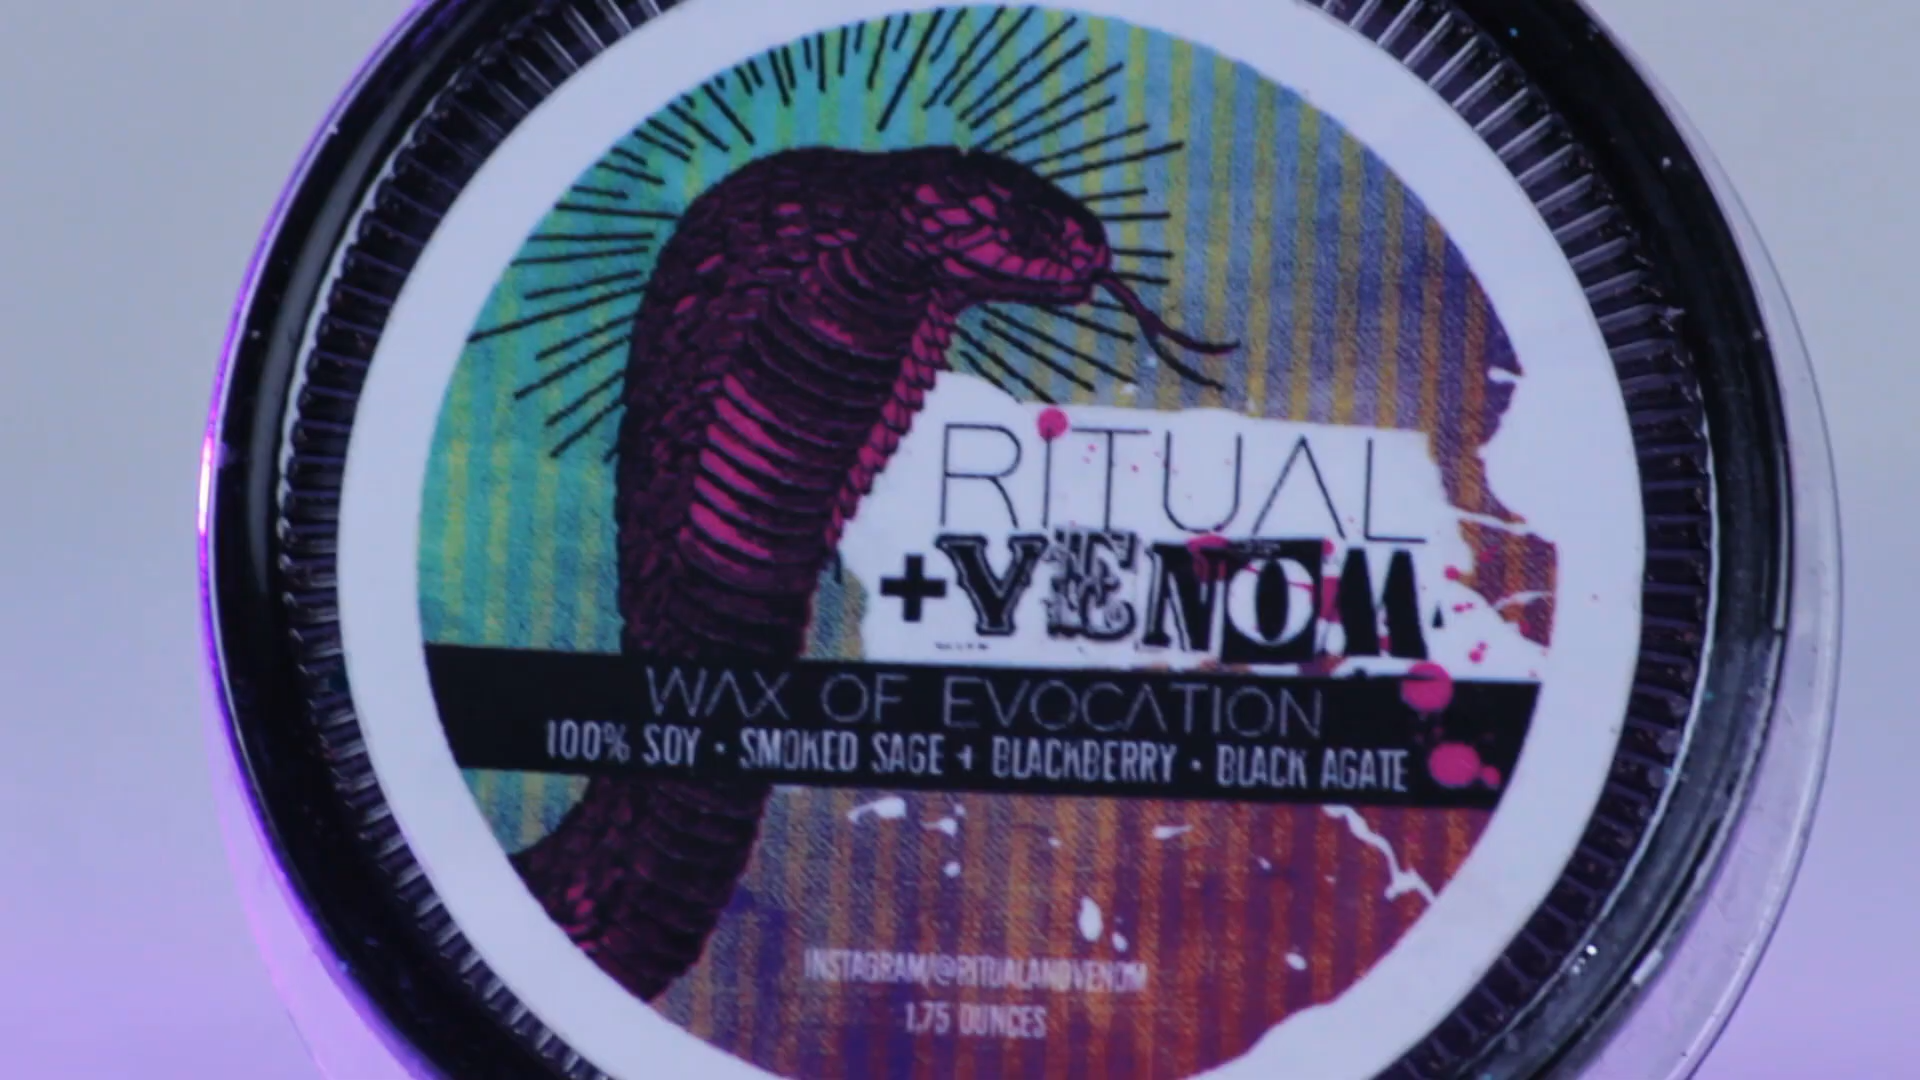 RITUAL
+VENOM
WAX OF EVOCATION
100% SOY · SMOKED SAGE + BLACKBERRY · BLACK AGATE
INSTAGRAM/@RITUALANDVENOM
1.75 OUNCES